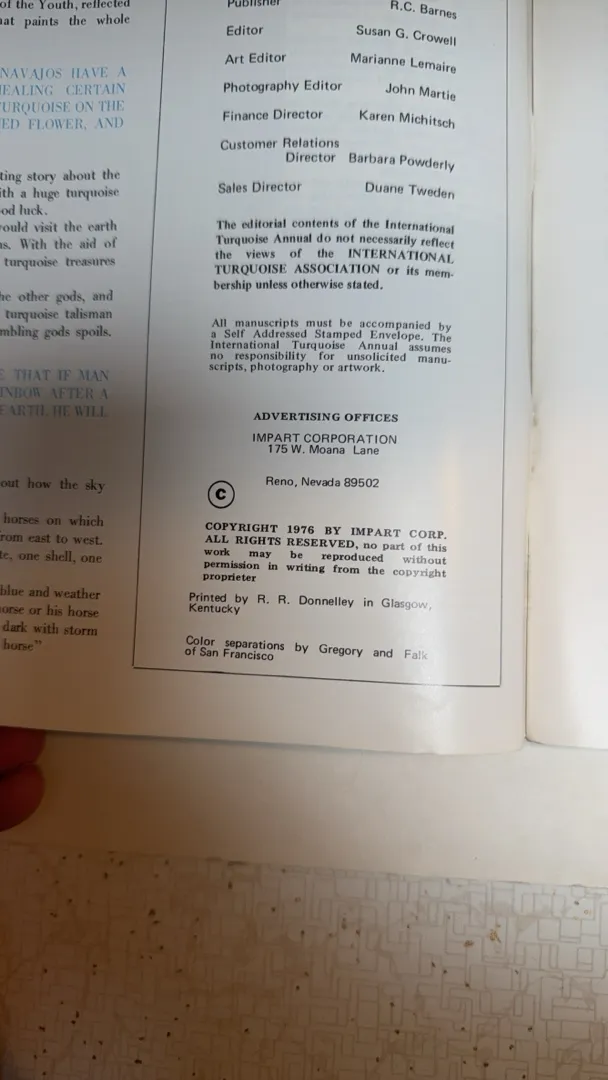 of the Youth, reflected
hat paints the whole
NAVAJOS HAVE A
HEALING CERTAIN
TURQUOISE ON THE
ED FLOWER, AND
ting story about the
ith a huge turquoise
od luck.
ould visit the earth
ns. With the aid of
turquoise treasures
he other gods, and
turquoise talisman
mbling gods spoils.
E THAT IF MAN
INBOW AFTER A
EARTH, HE WILL
out how the sky
horses on which
rom east to west.
te, one shell, one
blue and weather
orse or his horse
dark with storm
horse"
Publisher R.C. Barnes
Editor Susan G. Crowell
Art Editor Marianne Lemaire
Photography Editor John Martie
Finance Director Karen Michitsch
Customer Relations
Director Barbara Powderly
Sales Director Duane Tweden
The editorial contents of the International
Turquoise Annual do not necessarily reflect
the views of the INTERNATIONAL
TURQUOISE ASSOCIATION or its mem-
bership unless otherwise stated.
All manuscripts must be accompanied by
a Self Addressed Stamped Envelope. The
International Turquoise Annual assumes
no responsibility for unsolicited manu-
scripts, photography or artwork.
ADVERTISING OFFICES
IMPART CORPORATION
175 W. Moana Lane
Reno, Nevada 89502
©
COPYRIGHT 1976 BY IMPART CORP.
ALL RIGHTS RESERVED, no part of this
work may be reproduced without
permission in writing from the copyright
proprieter
Printed by R. R. Donnelley in Glasgow,
Kentucky
Color separations by Gregory and Falk
of San Francisco